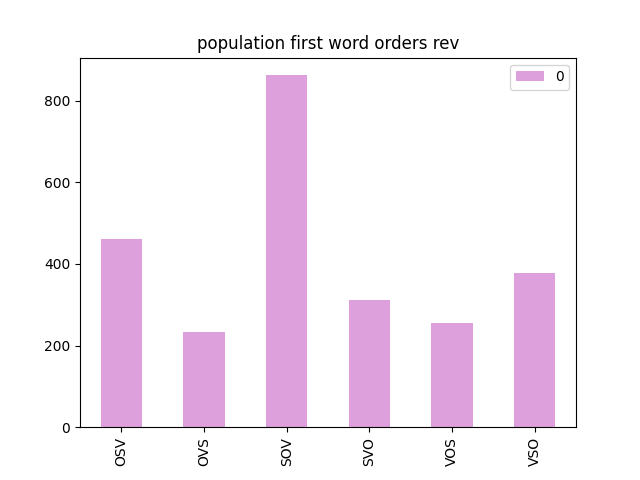 population first word orders rev
0
800
600
400
200
0
OSV
OVS
SOV
SVO
VOS
VSO